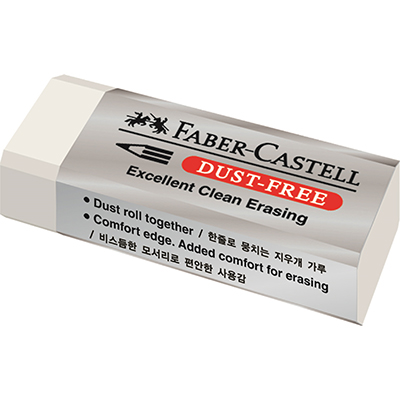 FABER-CASTELL
DUST-FREE
Excellent Clean Erasing
• Dust roll together / 한줄로 뭉치는 지우개 가루
• Comfort edge. Added comfort for erasing
/ 비스듬한 모서리로 편안한 사용감